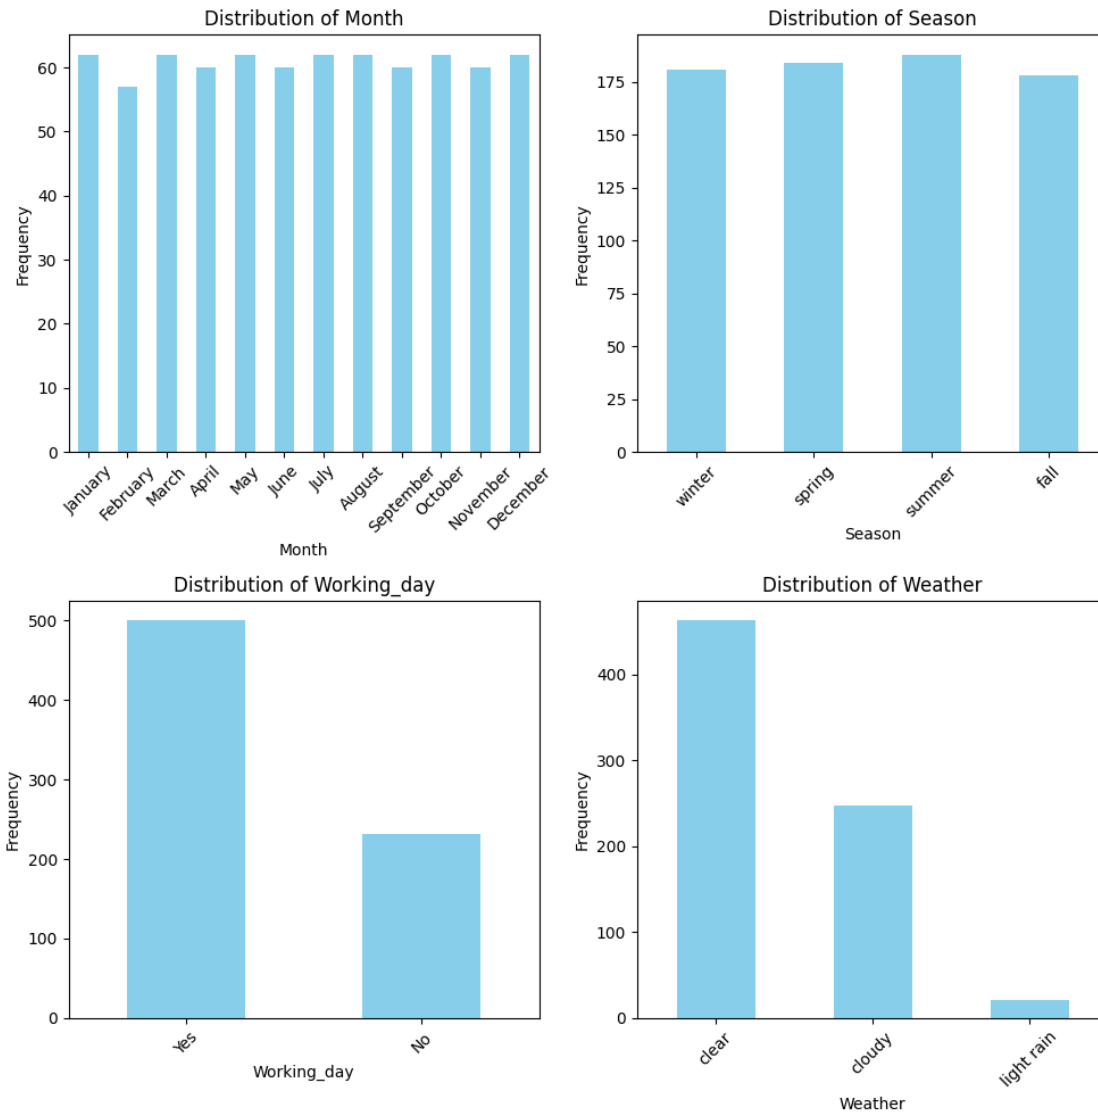 Distribution of Month
Frequency
60
50
40
30
20
10
0
January
February
March
April
May
June
July
August
September
October
November
December
Month
Distribution of Season
Frequency
175
150
125
100
75
50
25
0
winter
spring
summer
fall
Season
Distribution of Working_day
Frequency
500
400
300
200
100
0
Yes
No
Working_day
Distribution of Weather
Frequency
400
300
200
100
0
clear
cloudy
light rain
Weather